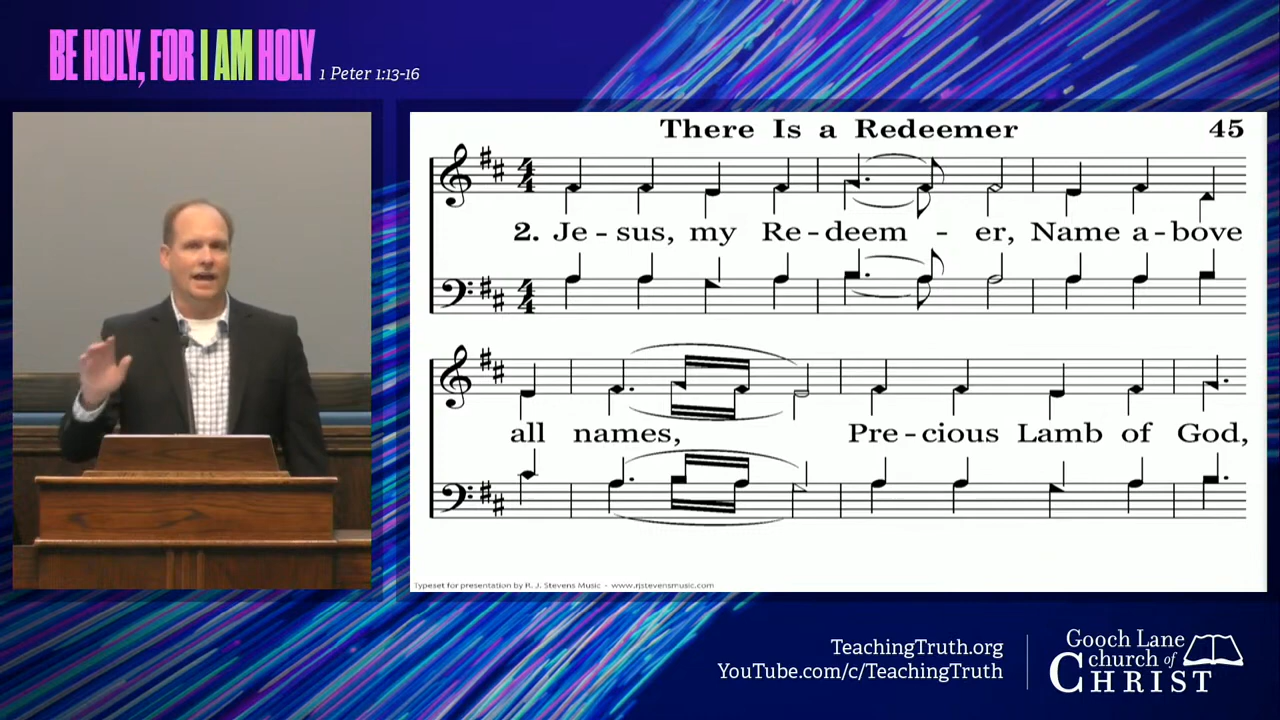 BE HOLY, FOR I AM HOLY 1 Peter 1:13-16
There Is a Redeemer 45
2. Je - sus, my Re - deem - er, Name a - bove
all names, Pre - cious Lamb of God,
Typeset for presentation by R. J. Stevens Music - www.rjstevensmusic.com
TeachingTruth.org
YouTube.com/c/TeachingTruth
Gooch Lane
church of
CHRIST